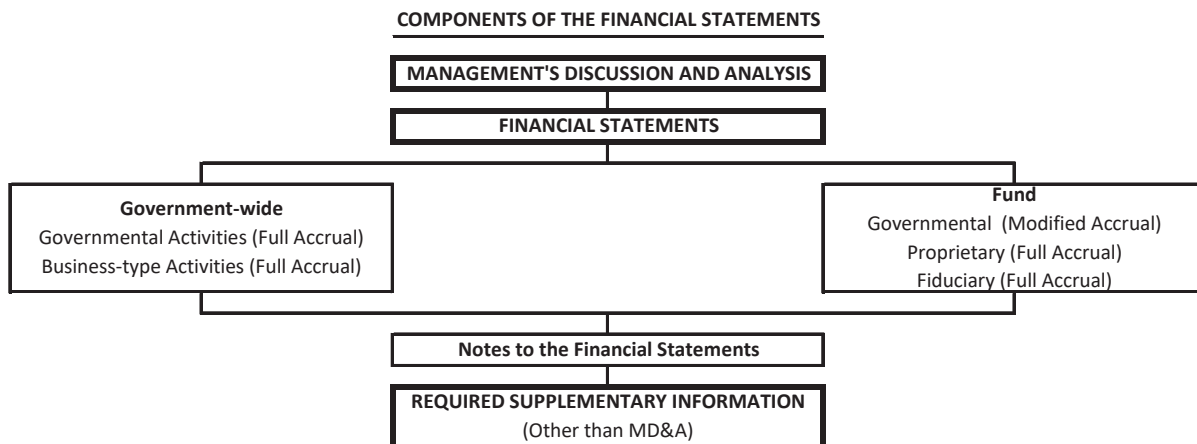 COMPONENTS OF THE FINANCIAL STATEMENTS
MANAGEMENT'S DISCUSSION AND ANALYSIS
FINANCIAL STATEMENTS
Government-wide
Governmental Activities (Full Accrual)
Business-type Activities (Full Accrual)
Fund
Governmental  (Modified Accrual)
Proprietary (Full Accrual)
Fiduciary (Full Accrual)
Notes to the Financial Statements
REQUIRED SUPPLEMENTARY INFORMATION
(Other than MD&A)